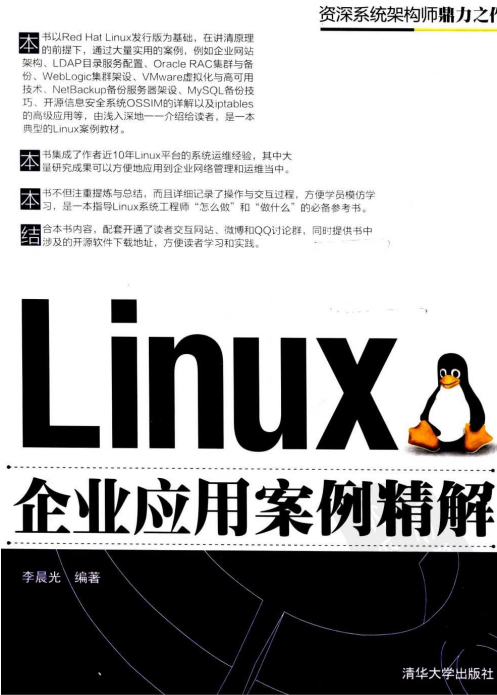 资深系统架构师鼎力之作
本书以Red Hat Linux发行版为基础，在讲清原理
的前提下，通过大量实用的案例，例如企业网站
架构、LDAP目录服务配置、Oracle RAC集群与备
份、WebLogic集群架设、VMware虚拟化与高可用
技术、NetBackup备份服务器架设、MySQL备份技
巧、开源信息安全系统OSSIM的详解以及iptables
的高级应用等，由浅入深地一一介绍给读者，是一本
典型的Linux案例教材。
本书集成了作者近10年Linux平台的系统运维经验，其中大
量研究成果可以方便地应用到企业网络管理和运维当中。
本书不但注重提炼与总结，而且详细记录了操作与交互过程，方便学员模仿学
习，是一本指导Linux系统工程师“怎么做”和“做什么”的必备参考书。
结合本书内容，配套开通了读者交互网站、微博和QQ讨论群，同时提供书中
涉及的开源软件下载地址，方便读者学习和实践。
Linux
企业应用案例精解
李晨光 编著
清华大学出版社